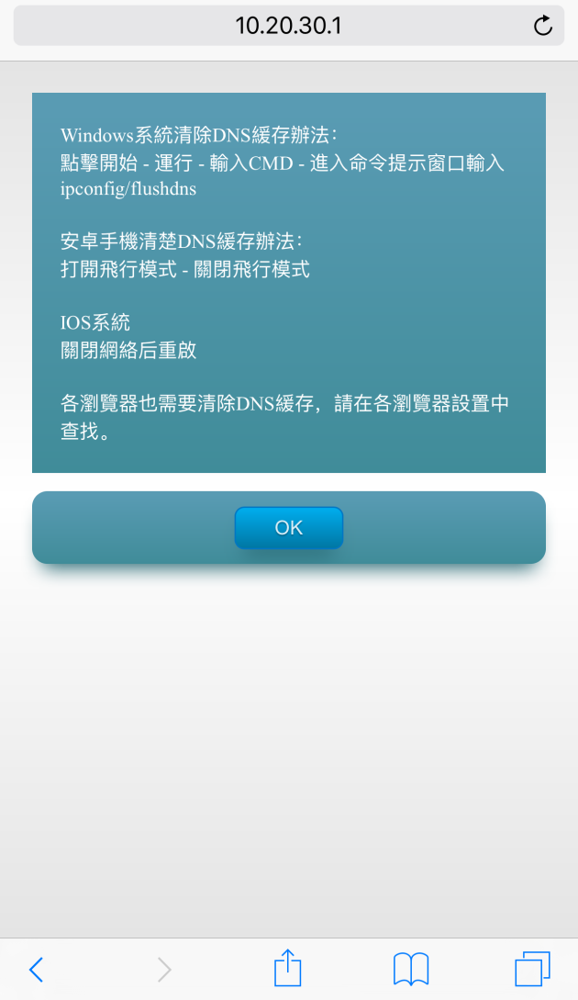 10.20.30.1
Windows系統清除DNS緩存辦法：
點擊開始 - 運行 - 輸入CMD - 進入命令提示窗口輸入
ipconfig/flushdns
安卓手機清楚DNS緩存辦法：
打開飛行模式 - 關閉飛行模式
IOS系統
關閉網絡后重啟
各瀏覽器也需要清除DNS緩存，請在各瀏覽器設置中
查找。
OK